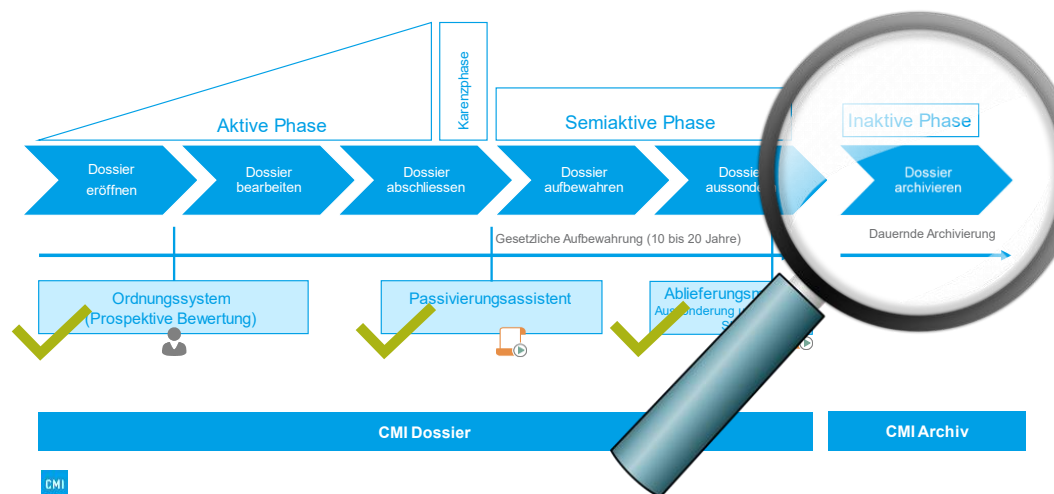 Aktive Phase
Karenzphase
Semiaktive Phase
Inaktive Phase
Dossier
eröffnen
Dossier
bearbeiten
Dossier
abschliessen
Dossier
aufbewahren
Dossier
aussondern
Dossier
archivieren
Gesetzliche Aufbewahrung (10 bis 20 Jahre)
Dauernde Archivierung
Ordnungssystem
(Prospektive Bewertung)
Passivierungsassistent
CMI Dossier
CMI Archiv
CMI